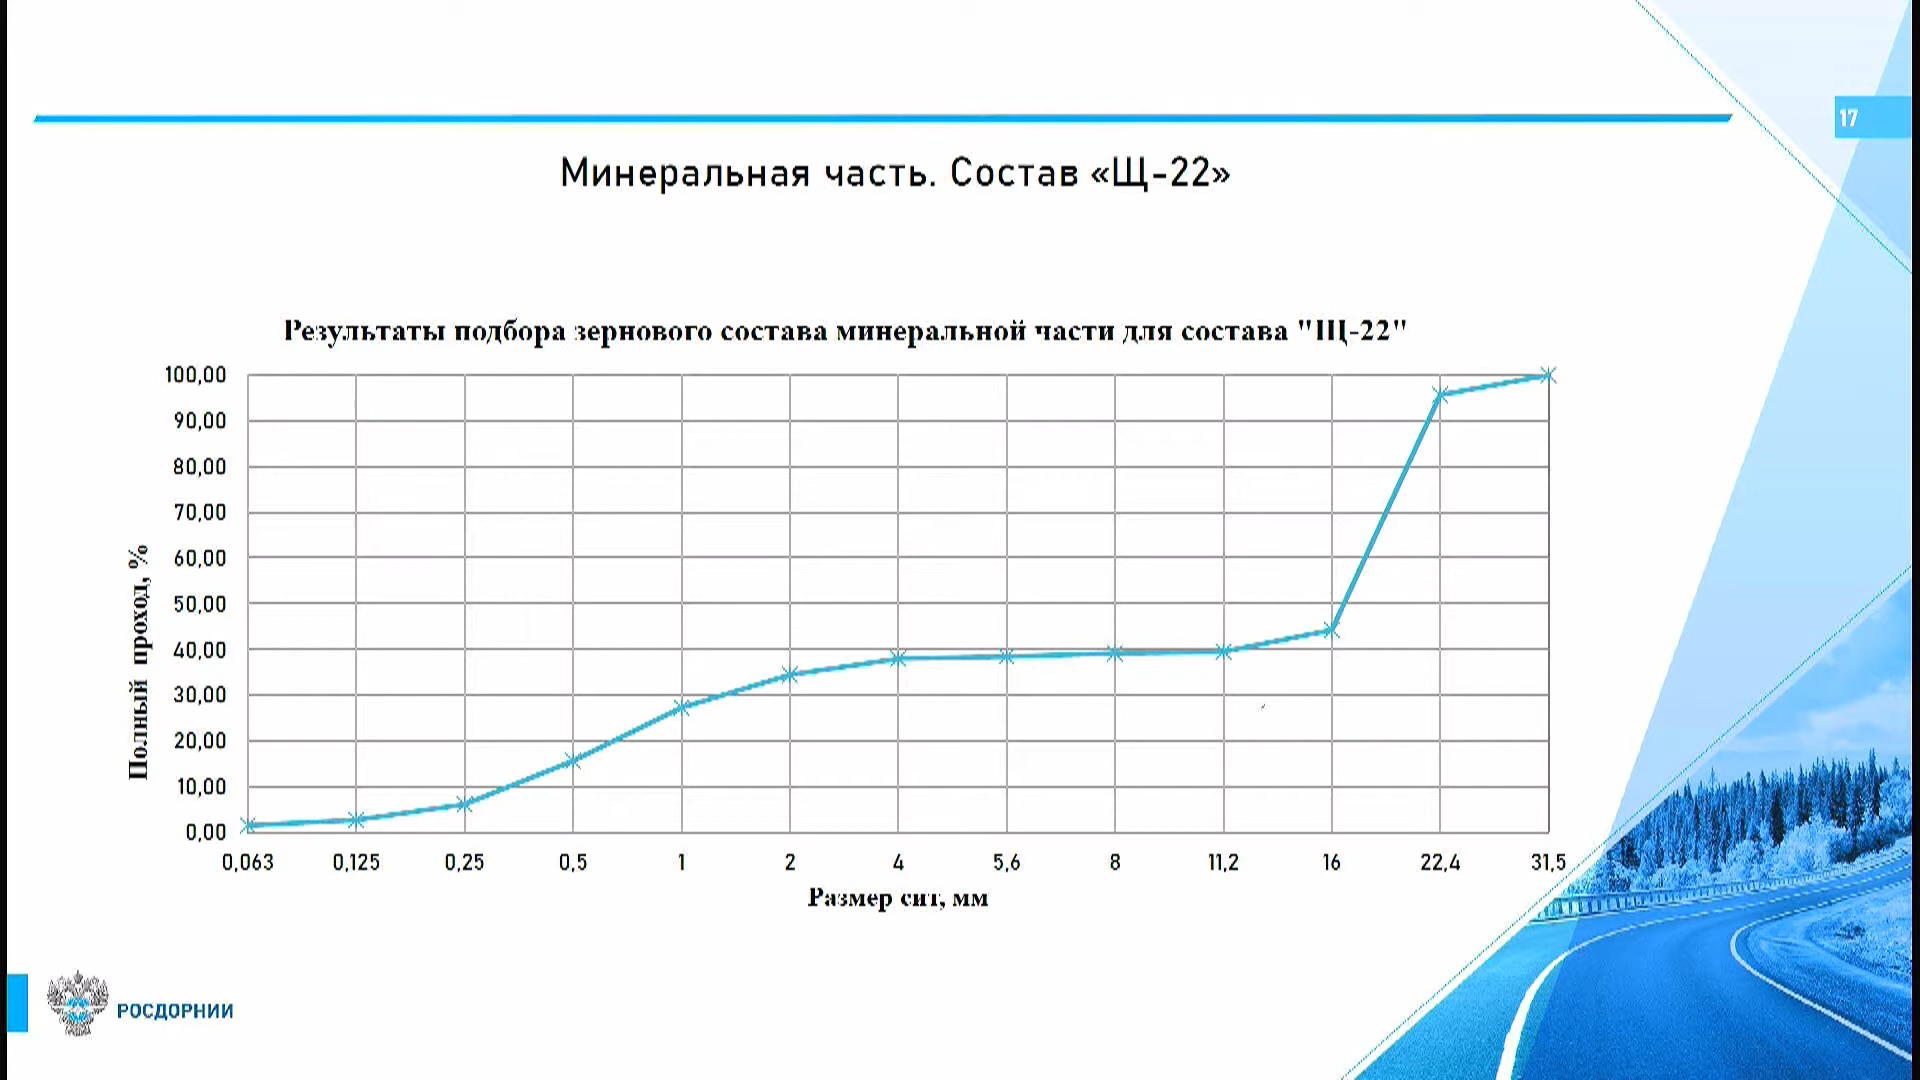 17
Минеральная часть. Состав «Щ-22»
Результаты подбора зернового состава минеральной части для состава "Щ-22"
100,00
90,00
80,00
70,00
60,00
50,00
40,00
30,00
20,00
10,00
0,00
Полный проход, %
0,063 0,125 0,25 0,5 1 2 4 5,6 8 11,2 16 22,4 31,5
Размер сит, мм
РОСДОРНИИ